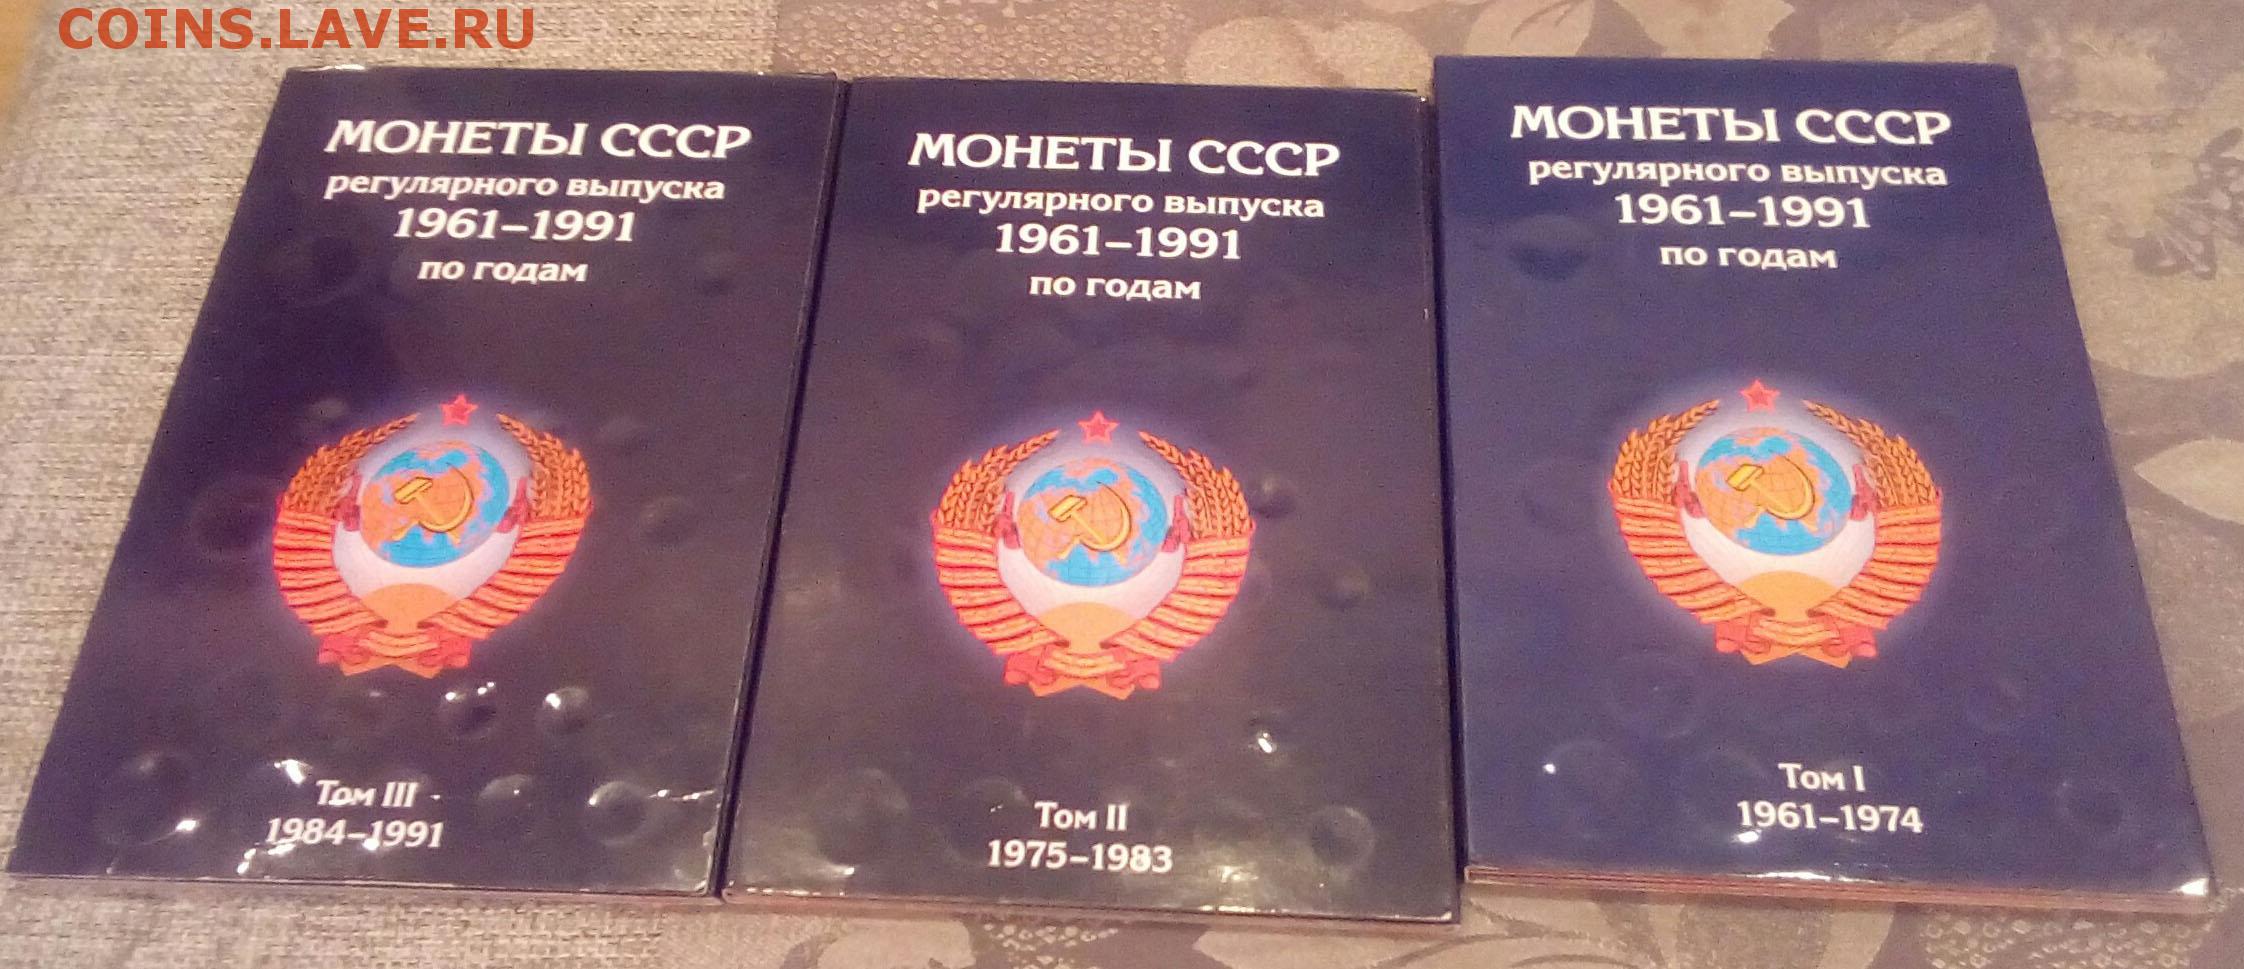 COINS.LAVE.RU
МОНЕТЫ СССР
регулярного выпуска
1961–1991
по годам
Том III
1984–1991
МОНЕТЫ СССР
регулярного выпуска
1961–1991
по годам
Том II
1975–1983
МОНЕТЫ СССР
регулярного выпуска
1961–1991
по годам
Том I
1961–1974